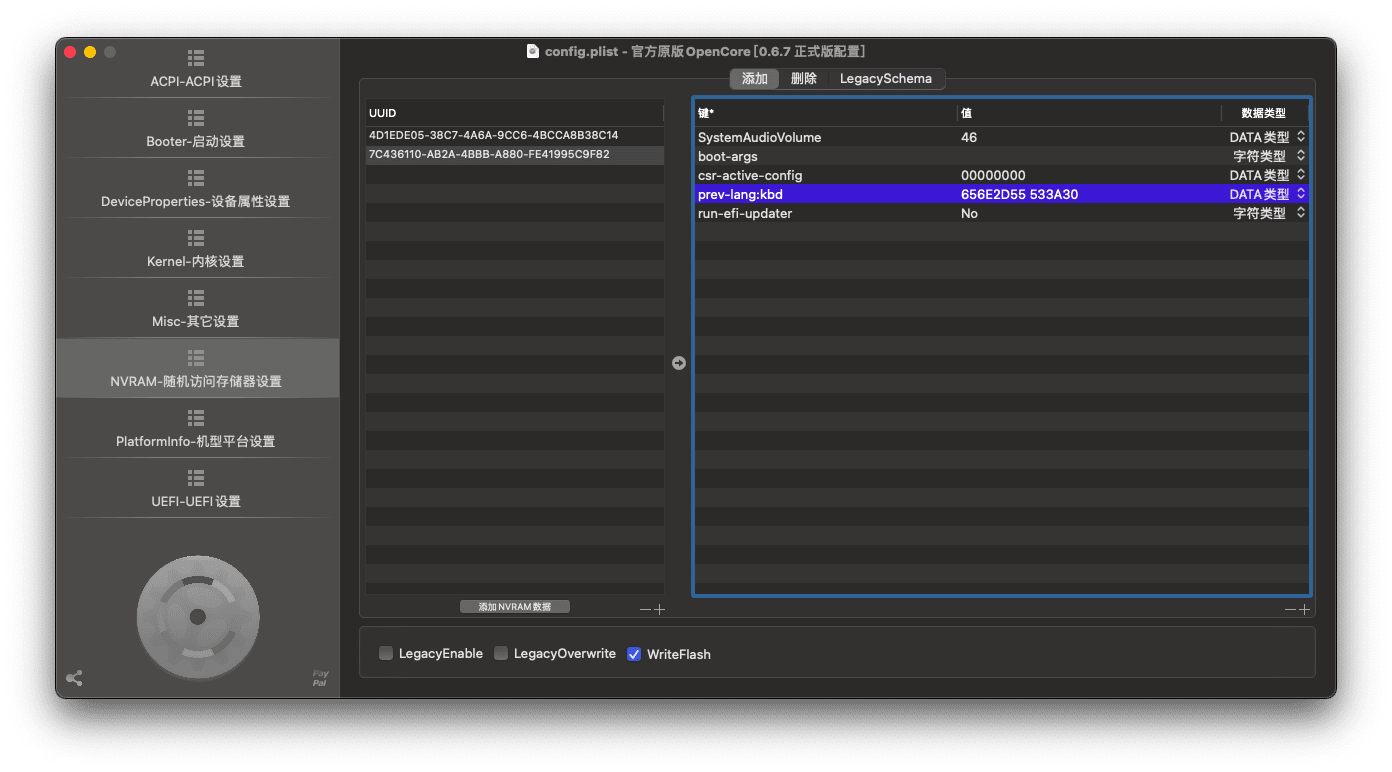 config.plist - 官方原版OpenCore[0.6.7 正式版配置]
ACPI-ACPI设置
Booter-启动设置
DeviceProperties-设备属性设置
Kernel-内核设置
Misc-其它设置
NVRAM-随机访问存储器设置
PlatformInfo-机型平台设置
UEFI-UEFI设置
Pay
Pal
添加 删除 LegacySchema
UUID
4D1EDE05-38C7-4A6A-9CC6-4BCCA8B38C14
7C436110-AB2A-4BBB-A880-FE41995C9F82
添加NVRAM数据
键* 值 数据类型
SystemAudioVolume 46 DATA类型
boot-args 字符类型
csr-active-config 00000000 DATA类型
prev-lang:kbd 656E2D55 533A30 DATA类型
run-efi-updater No 字符类型
LegacyEnable LegacyOverwrite WriteFlash